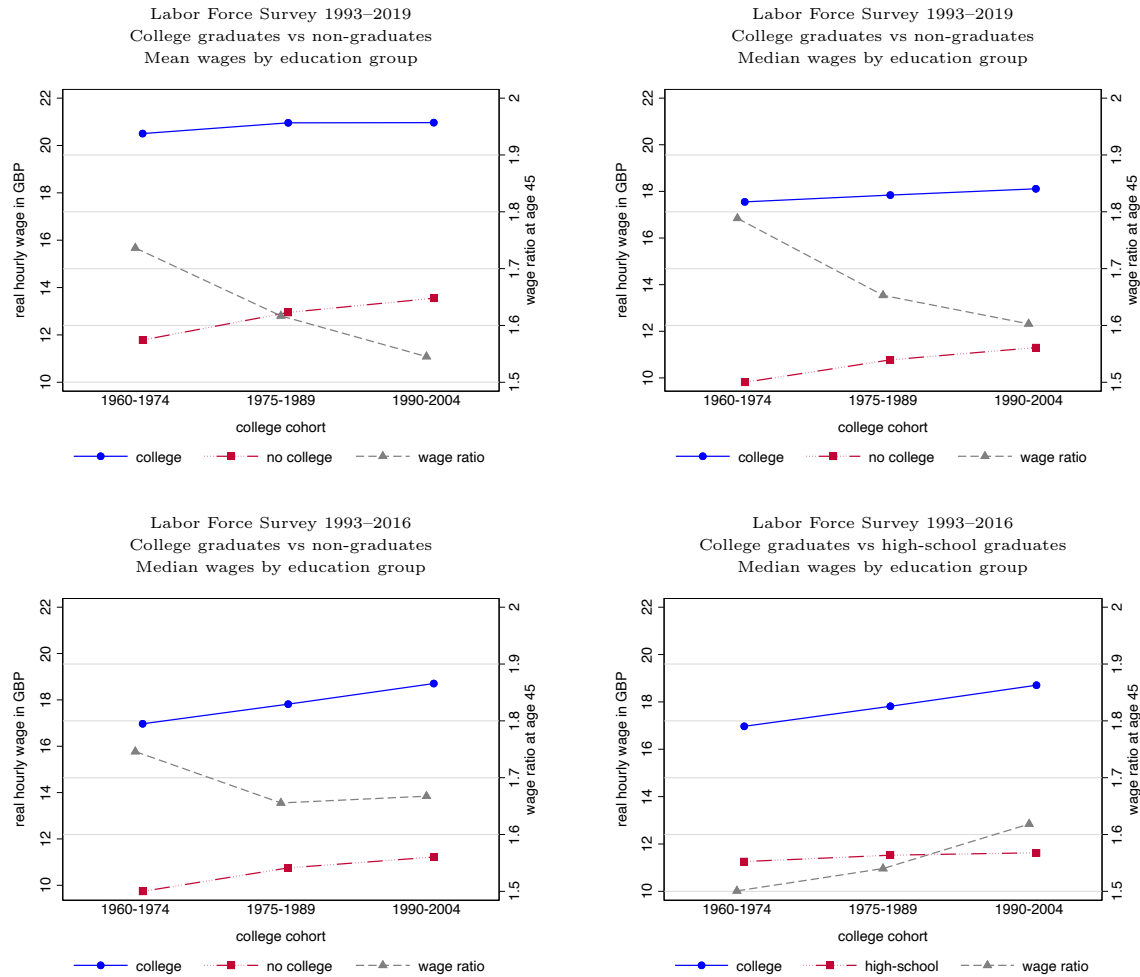 Labor Force Survey 1993–2019
College graduates vs non-graduates
Mean wages by education group
real hourly wage in GBP
22
20
18
16
14
12
10
2
1.9
1.8
1.7
1.6
1.5
wage ratio at age 45
1960-1974 1975-1989 1990-2004
college cohort
college no college wage ratio
Labor Force Survey 1993–2019
College graduates vs non-graduates
Median wages by education group
real hourly wage in GBP
22
20
18
16
14
12
10
2
1.9
1.8
1.7
1.6
1.5
wage ratio at age 45
1960-1974 1975-1989 1990-2004
college cohort
college no college wage ratio
Labor Force Survey 1993–2016
College graduates vs non-graduates
Median wages by education group
real hourly wage in GBP
22
20
18
16
14
12
10
2
1.9
1.8
1.7
1.6
1.5
wage ratio at age 45
1960-1974 1975-1989 1990-2004
college cohort
college no college wage ratio
Labor Force Survey 1993–2016
College graduates vs high-school graduates
Median wages by education group
real hourly wage in GBP
22
20
18
16
14
12
10
2
1.9
1.8
1.7
1.6
1.5
wage ratio at age 45
1960-1974 1975-1989 1990-2004
college cohort
college high-school wage ratio